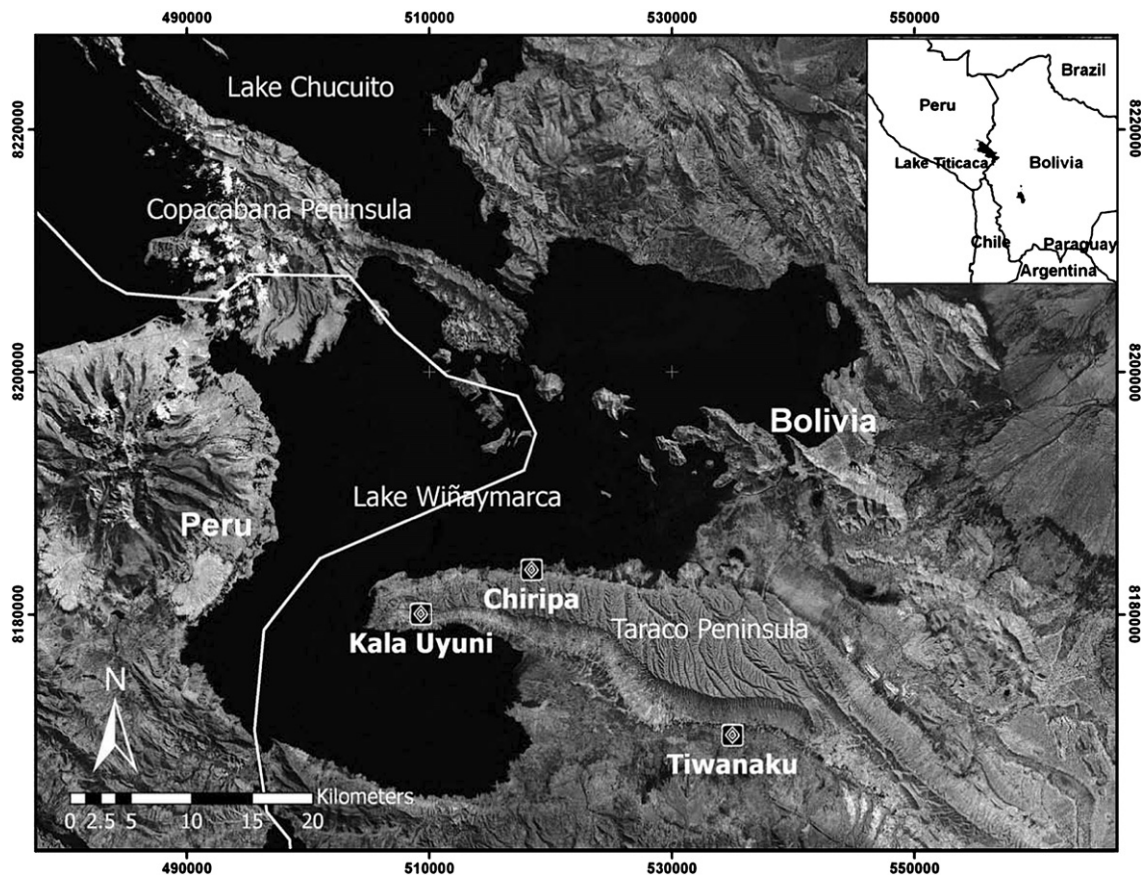 490000
510000
530000
550000
Lake Chucuito
Brazil
Peru
8220000
8220000
Lake Titicaca
Bolivia
Copacabana Peninsula
Chile
Paraguay
Argentina
8200000
8200000
Bolivia
Lake Wiñaymarca
Peru
Chiripa
8180000
8180000
Kala Uyuni
Taraco Peninsula
N
Tiwanaku
Kilometers
0 2.5 5 10 15 20
490000
510000
530000
550000